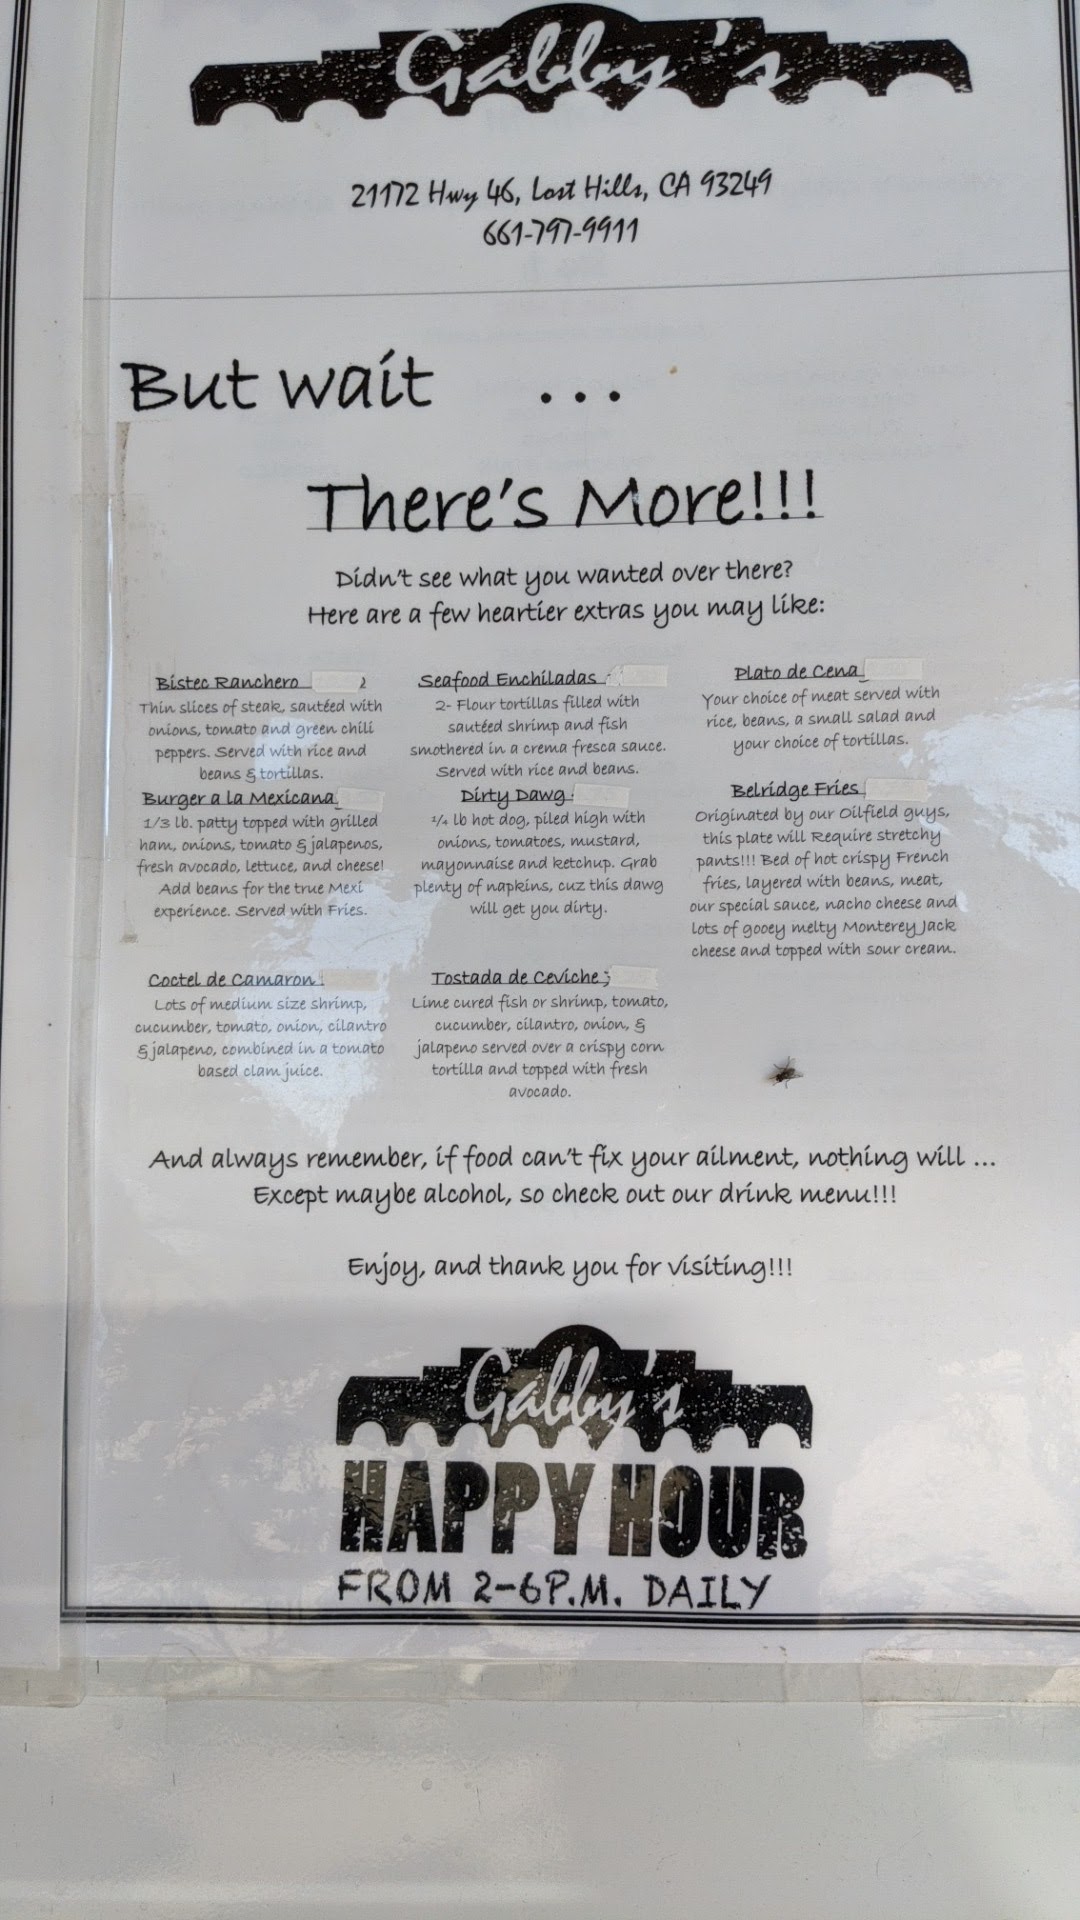 Gabby's
21172 Hwy 46, Lost Hills, CA 93249
661-797-9911
But wait ...
There's More!!!
Didn't see what you wanted over there?
Here are a few heartier extras you may like:
Bistec Ranchero
Thin slices of steak, sautéed with
onions, tomato and green chili
peppers. Served with rice and
beans & tortillas.
Seafood Enchiladas
2- Flour tortillas filled with
sautéed shrimp and fish
smothered in a crema fresca sauce.
Served with rice and beans.
Plato de Cena
Your choice of meat served with
rice, beans, a small salad and
your choice of tortillas.
Burger a la Mexicana
1/3 lb. patty topped with grilled
ham, onions, tomato & jalapenos,
fresh avocado, lettuce, and cheese!
Add beans for the true Mexi
experience. Served with Fries.
Dirty Dawg
1/4 lb hot dog, piled high with
onions, tomatoes, mustard,
mayonnaise and ketchup. Grab
plenty of napkins, cuz this dawg
will get you dirty.
Belridge Fries
Originated by our Oilfield guys,
this plate will Require stretchy
pants!!! Bed of hot crispy French
fries, layered with beans, meat,
our special sauce, nacho cheese and
lots of gooey melty Monterey Jack
cheese and topped with sour cream.
Coctel de Camaron
Lots of medium size shrimp,
cucumber, tomato, onion, cilantro
& jalapeno, combined in a tomato
based clam juice.
Tostada de Ceviche
Lime cured fish or shrimp, tomato,
cucumber, cilantro, onion, &
jalapeno served over a crispy corn
tortilla and topped with fresh
avocado.
And always remember, if food can't fix your ailment, nothing will ...
Except maybe alcohol, so check out our drink menu!!!
Enjoy, and thank you for visiting!!!
Gabby's
HAPPY HOUR
FROM 2-6P.M. DAILY